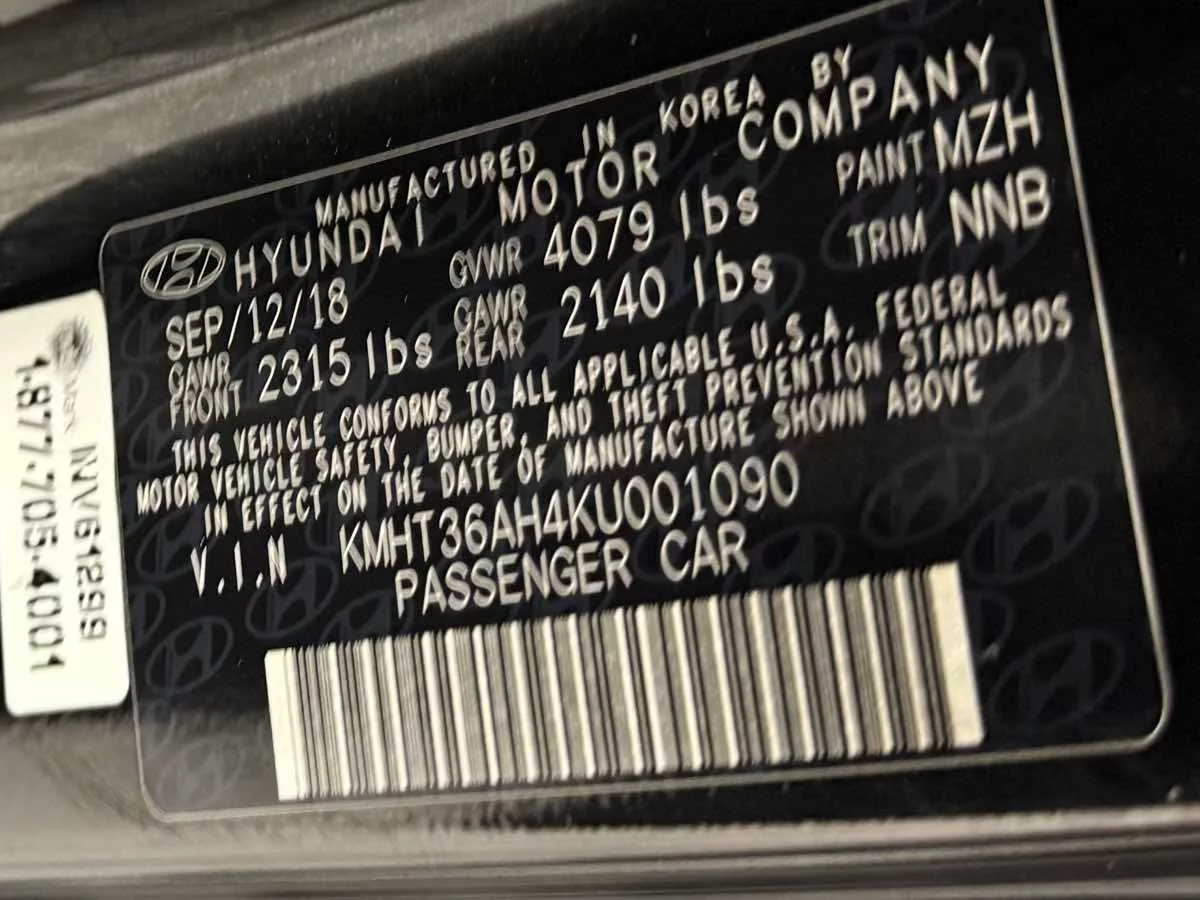 MANUFACTURED IN KOREA BY
HYUNDAI MOTOR COMPANY
SEP/12/18 GVWR 4079 lbs PAINT MZH
GAWR FRONT 2315 lbs GAWR REAR 2140 lbs TRIM NNB
THIS VEHICLE CONFORMS TO ALL APPLICABLE U.S.A. FEDERAL
MOTOR VEHICLE SAFETY, BUMPER, AND THEFT PREVENTION STANDARDS
IN EFFECT ON THE DATE OF MANUFACTURE SHOWN ABOVE
V.I.N KMHT36AH4KU001090
PASSENGER CAR
NV612899
1-877-705-4001